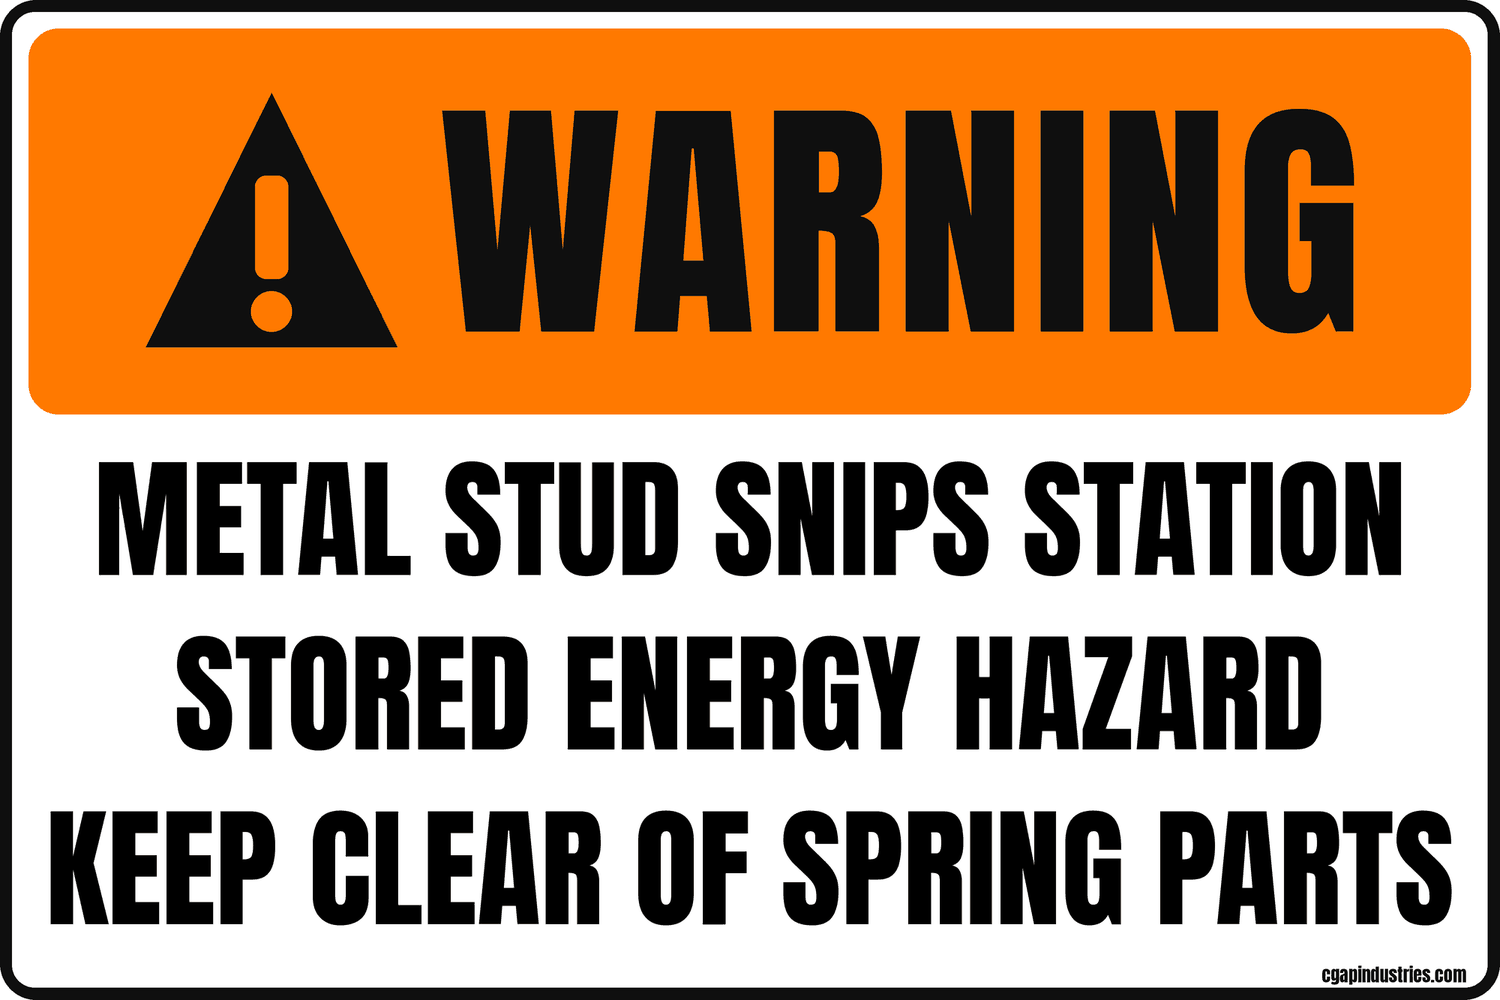 WARNING
METAL STUD SNIPS STATION
STORED ENERGY HAZARD
KEEP CLEAR OF SPRING PARTS
cgapindustries.com